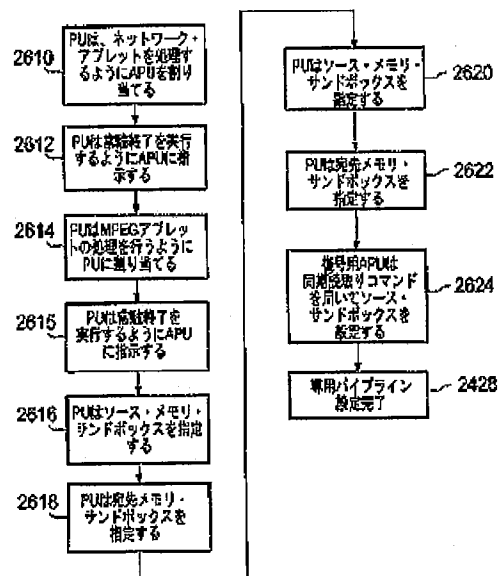 2610
PUは、ネットワーク・
アプレットを処理す
るようにAPUを割り
当てる
2612
PUは常駐終了を実行
するようにAPUに指
示する
2614
PUはMPEGアプレット
の処理を行うように
PUに割り当てる
2615
PUは常駐終了を
実行するようにAPU
に指示する
2616
PUはソース・メモリ・
サンドボックスを指定
する
2618
PUは宛先メモリ・
サンドボックスを
指定する
PUはソース・メモリ・
サンドボックスを
指定する
2620
PUは宛先メモリ・
サンドボックスを
指定する
2622
復号用APUは
同期読取りコマンド
を用いてソース・
サンドボックスを
設定する
2624
専用パイプライン
設定完了
2428